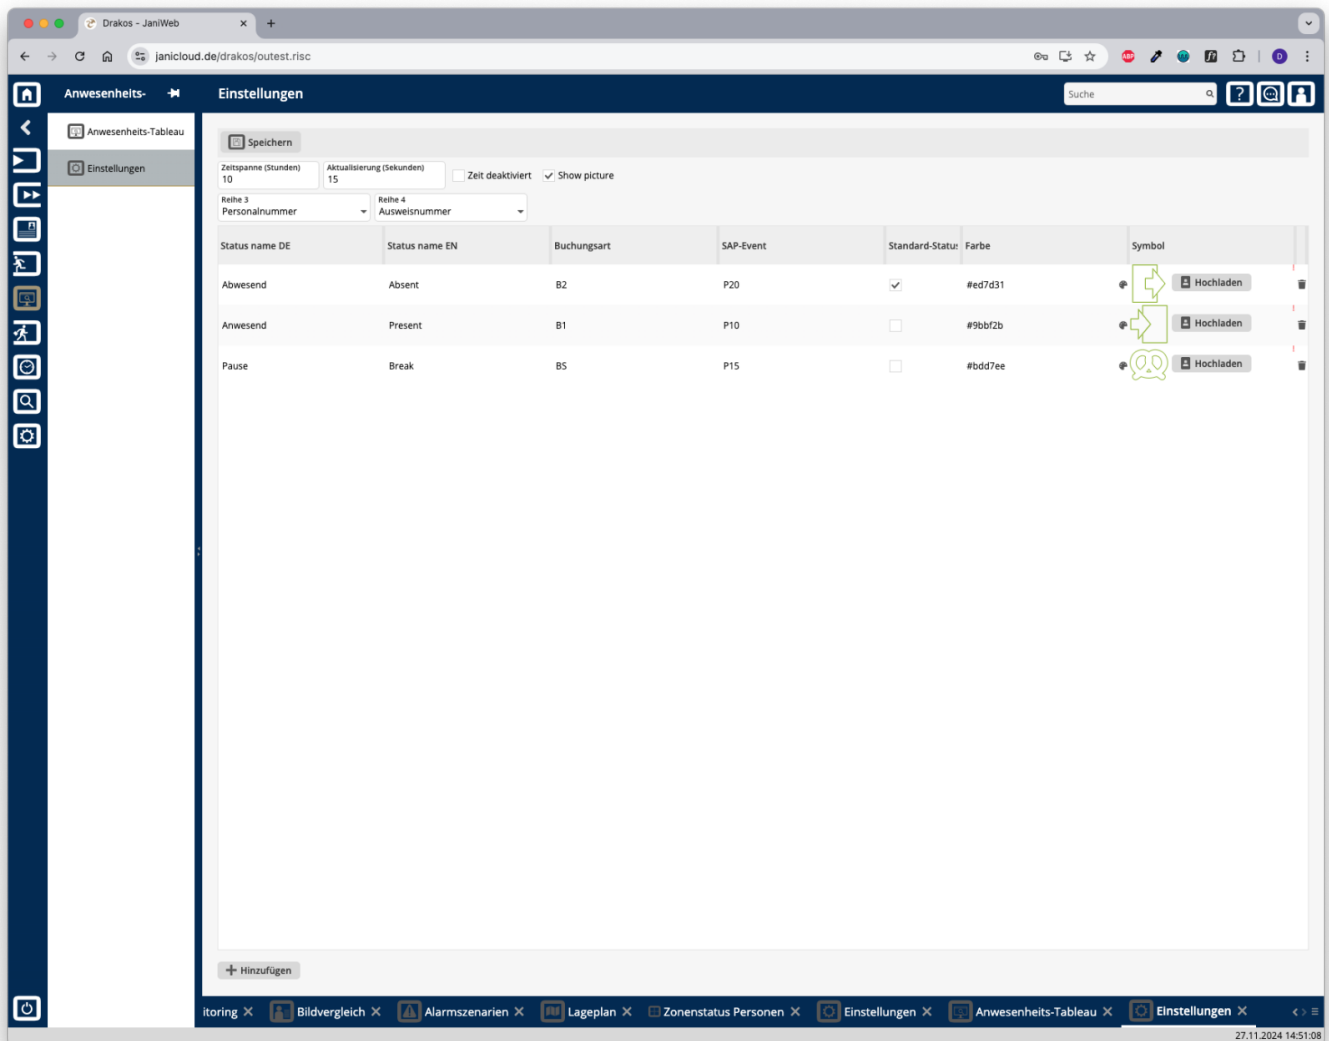 Drakos - JaniWeb
janicloud.de/drakos/outest.risc
ABP
D
Anwesenheits-
Einstellungen
Suche
Anwesenheits-Tableau
Einstellungen
Speichern
Zeitspanne (Stunden)
10
Aktualisierung (Sekunden)
15
Zeit deaktiviert
Show picture
Reihe 3
Personalnummer
Reihe 4
Ausweisnummer
Status name DE Status name EN Buchungsart SAP-Event Standard-Status Farbe Symbol
Abwesend Absent B2 P20 #ed7d31 Hochladen
Anwesend Present B1 P10 #9bbf2b Hochladen
Pause Break BS P15 #bdd7ee Hochladen
Hinzufügen
itoring Bildvergleich Alarmszenarien Lageplan Zonenstatus Personen Einstellungen Anwesenheits-Tableau Einstellungen
27.11.2024 14:51:08